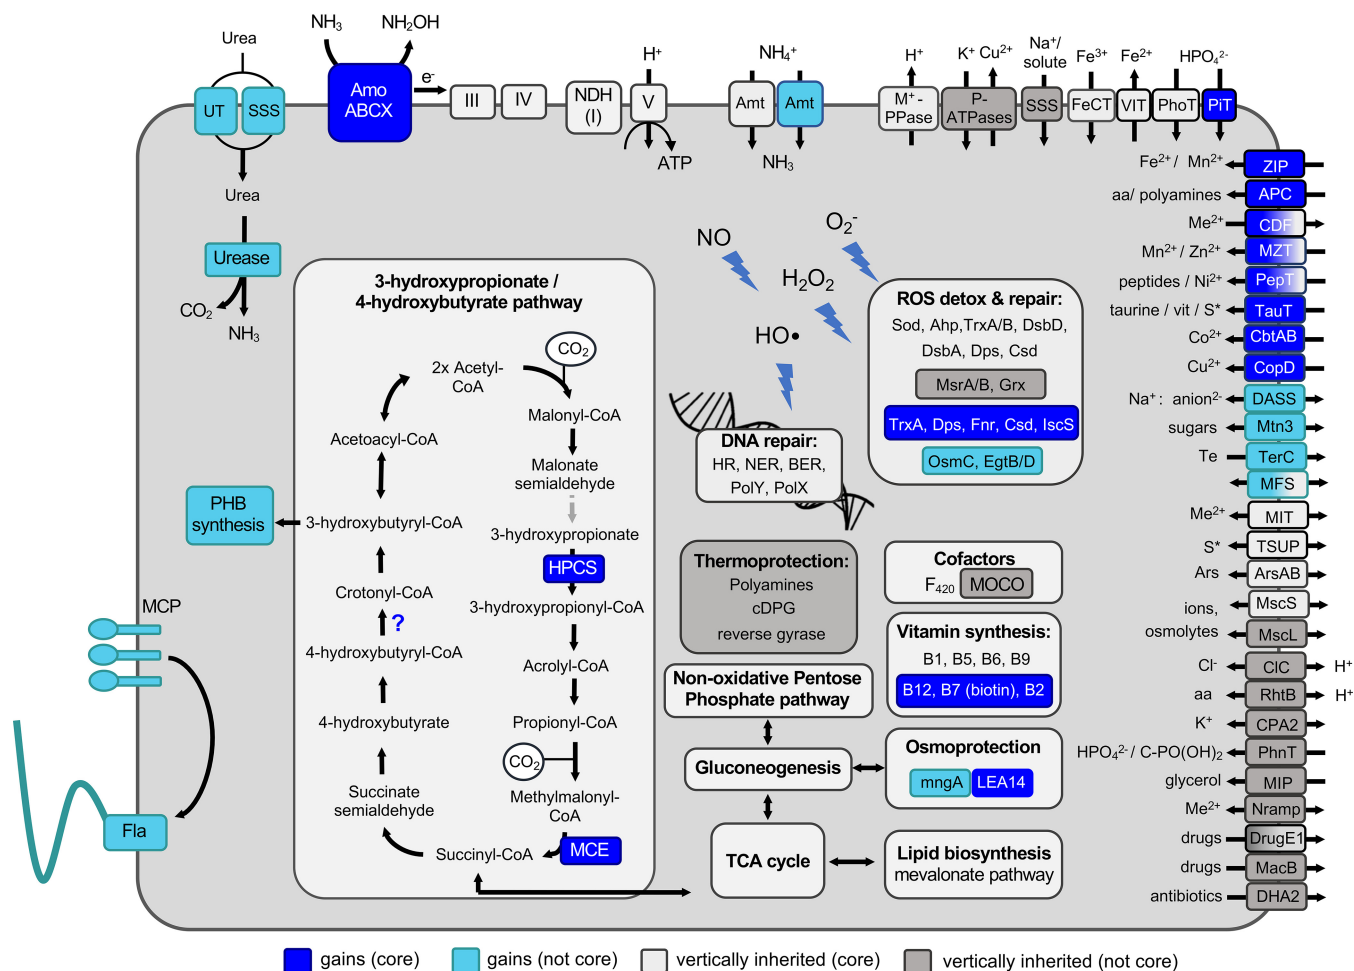 NH₃
NH₂OH
Urea
UT
SSS
Amo
ABCX
e⁻
III
IV
NDH
(I)
H⁺
V
ATP
NH₄⁺
Amt
Amt
NH₃
H⁺
M⁺-
PPase
K⁺ Cu²⁺
P-
ATPases
Na⁺/
solute
SSS
Fe³⁺
FeCT
Fe²⁺
VIT
HPO₄²⁻
PhoT
PiT
Urea
Urease
CO₂
NH₃
3-hydroxypropionate /
4-hydroxybutyrate pathway
2x Acetyl-
CoA
CO₂
Malonyl-CoA
Malonate
semialdehyde
3-hydroxypropionate
HPCS
3-hydroxypropionyl-CoA
Acrolyl-CoA
Propionyl-CoA
CO₂
Methylmalonyl-
CoA
MCE
Succinyl-CoA
Succinate
semialdehyde
4-hydroxybutyrate
4-hydroxybutyryl-CoA
?
Crotonyl-CoA
3-hydroxybutyryl-CoA
Acetoacyl-CoA
PHB
synthesis
MCP
Fla
NO
O₂⁻
H₂O₂
HO•
ROS detox & repair:
Sod, Ahp,TrxA/B, DsbD,
DsbA, Dps, Csd
MsrA/B, Grx
TrxA, Dps, Fnr, Csd, IscS
OsmC, EgtB/D
DNA repair:
HR, NER, BER,
PolY, PolX
Thermoprotection:
Polyamines
cDPG
reverse gyrase
Cofactors
F₄₂₀ MOCO
Vitamin synthesis:
B1, B5, B6, B9
B12, B7 (biotin), B2
Non-oxidative Pentose
Phosphate pathway
Gluconeogenesis
Osmoprotection
mngA LEA14
TCA cycle
Lipid biosynthesis
mevalonate pathway
Fe²⁺ / Mn²⁺ ZIP
aa/ polyamines APC
Me²⁺ CDF
Mn²⁺ / Zn²⁺ MZT
peptides / Ni²⁺ PepT
taurine / vit / S* TauT
Co²⁺ CbtAB
Cu²⁺ CopD
Na⁺ : anion²⁻ DASS
sugars Mtn3
Te TerC
MFS
Me²⁺ MIT
S* TSUP
Ars ArsAB
ions, MscS
osmolytes MscL
Cl⁻ ClC H⁺
aa RhtB H⁺
K⁺ CPA2
HPO₄²⁻ / C-PO(OH)₂ PhnT
glycerol MIP
Me²⁺ Nramp
drugs DrugE1
drugs MacB
antibiotics DHA2
gains (core)
gains (not core)
vertically inherited (core)
vertically inherited (not core)